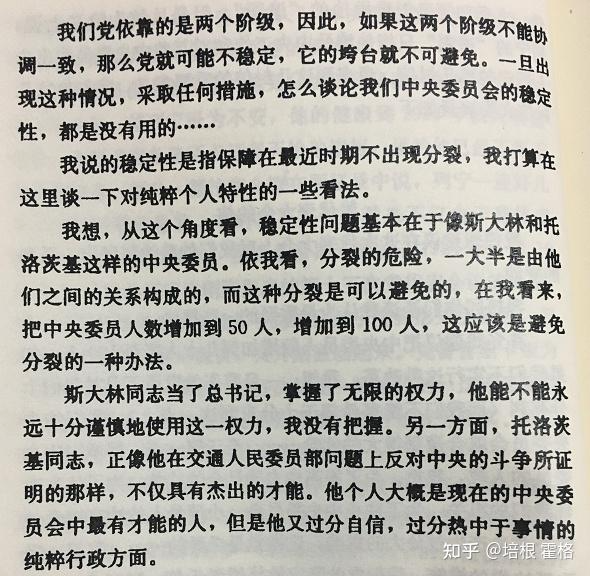 我们党依靠的是两个阶级，因此，如果这两个阶级不能协
调一致，那么党就可能不稳定，它的垮台就不可避免。一旦出
现这种情况，采取任何措施，怎么谈论我们中央委员会的稳定
性，都是没有用的……
我说的稳定性是指保障在最近时期不出现分裂，我打算在
这里谈一下对纯粹个人特性的一些看法。
我想，从这个角度看，稳定性问题基本在于像斯大林和托
洛茨基这样的中央委员。依我看，分裂的危险，一大半是由他
们之间的关系构成的，而这种分裂是可以避免的，在我看来，
把中央委员人数增加到50人，增加到100人，这应该是避免
分裂的一种办法。
斯大林同志当了总书记，掌握了无限的权力，他能不能永
远十分谨慎地使用这一权力，我没有把握。另一方面，托洛茨
基同志，正像他在交通人民委员部问题上反对中央的斗争所证
明的那样，不仅具有杰出的才能。他个人大概是现在的中央委
员会中最有才能的人，但是他又过分自信，过分热中于事情的
纯粹行政方面。
知乎 @培根 霍格